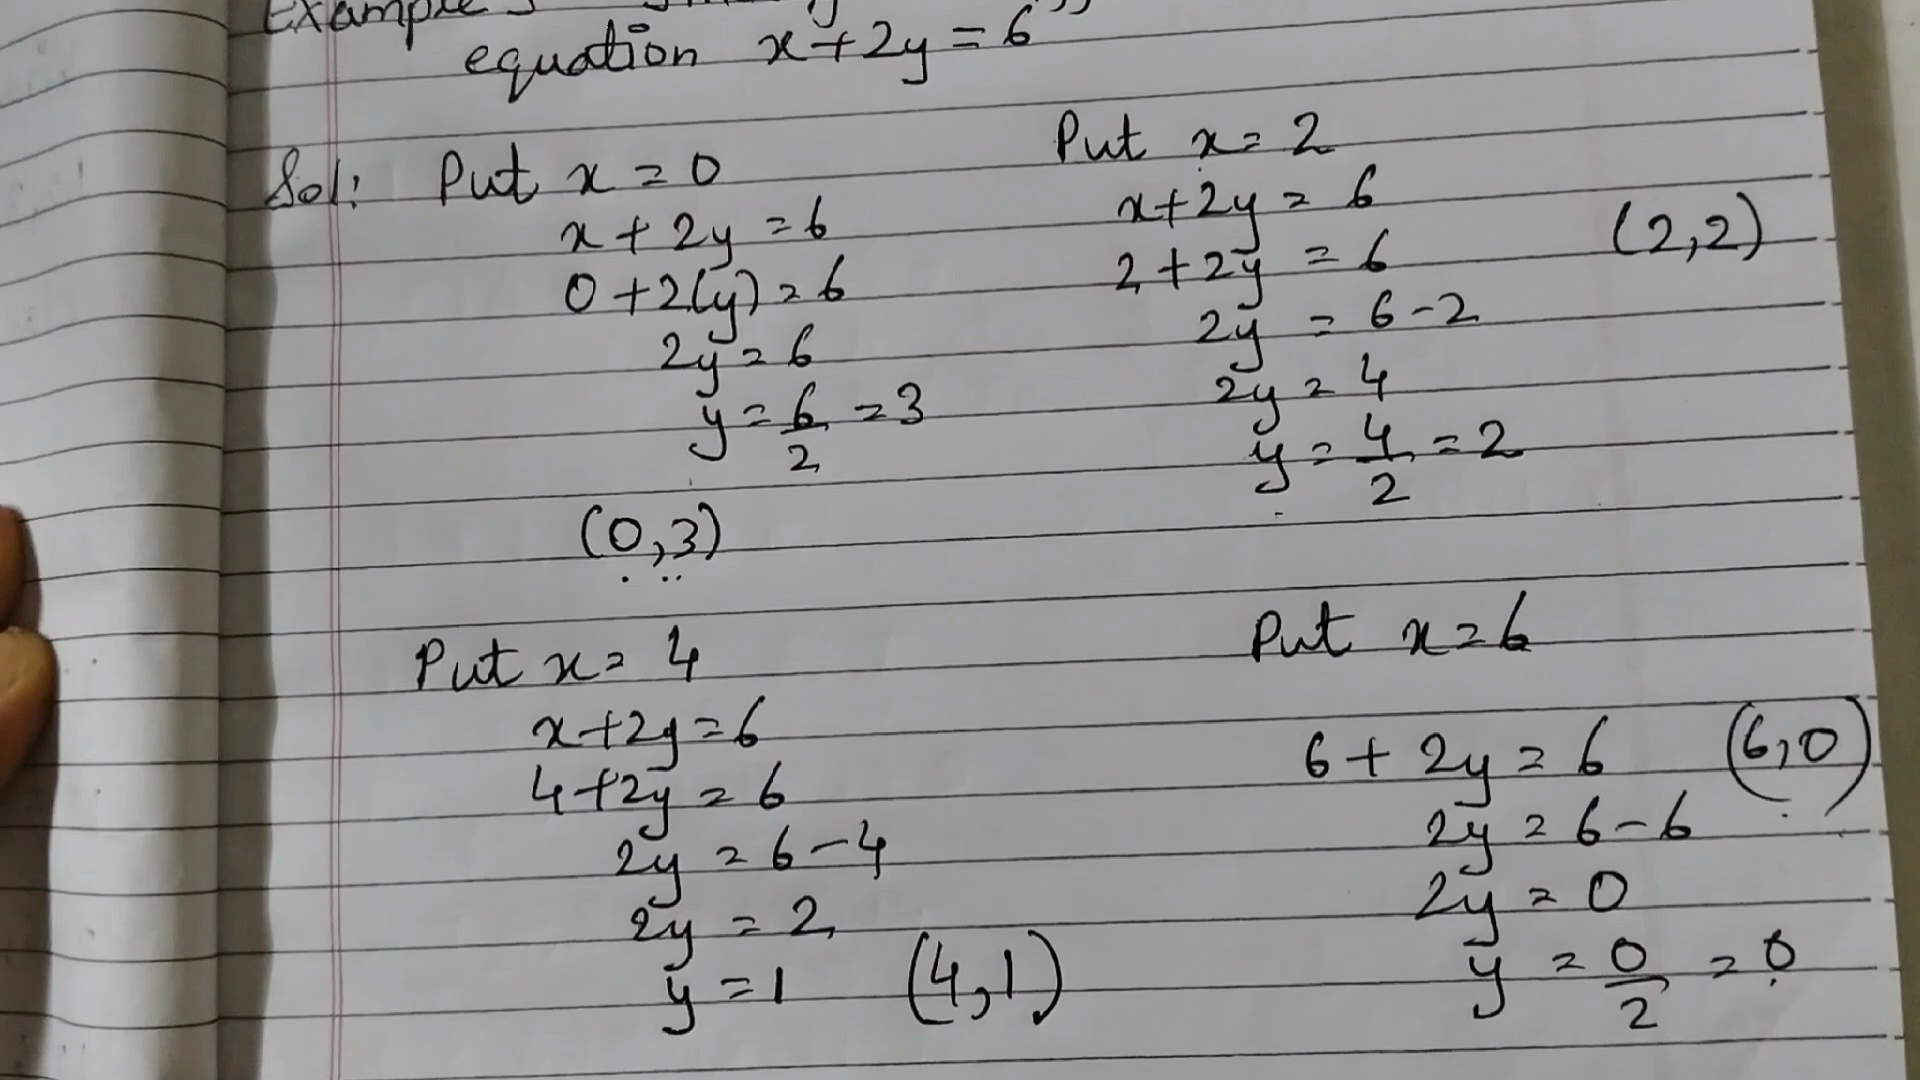 Example
equation x+2y=6
Sol: Put x=0
x+2y=6
0+2(y)=6
2y=6
y=6/2=3
(0,3)
Put x=2
x+2y=6
2+2y=6 (2,2)
2y=6-2
2y=4
y=4/2=2
Put x=4
x+2y=6
4+2y=6
2y=6-4
2y=2
y=1 (4,1)
Put x=6
6+2y=6 (6,0)
2y=6-6
2y=0
y=0/2=0